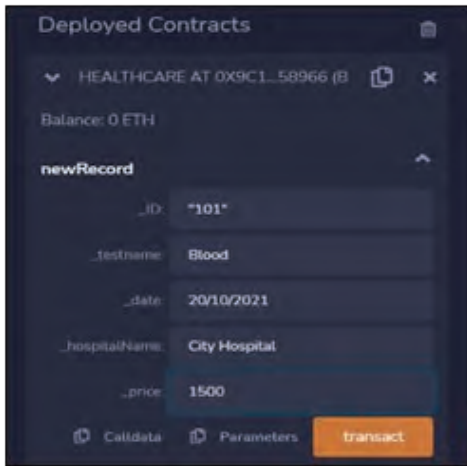 Deployed Contracts
HEALTHCARE AT 0X9C1...58966 (B
Balance: 0 ETH
newRecord
_ID: "101"
_testname: Blood
_date: 20/10/2021
_hospitalName: City Hospital
_price: 1500
Calldata Parameters transact